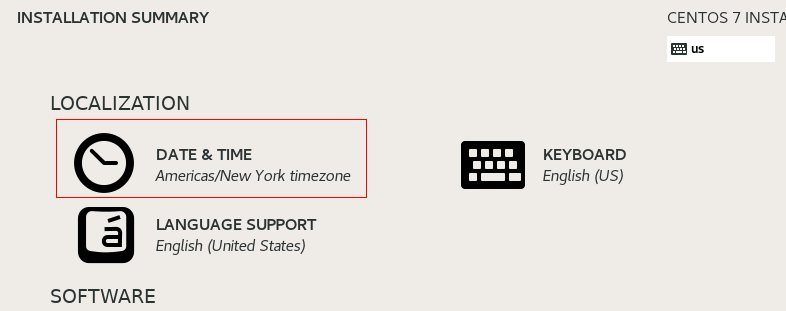 INSTALLATION SUMMARY
CENTOS 7 INSTA
us
LOCALIZATION
DATE & TIME
Americas/New York timezone
KEYBOARD
English (US)
á
LANGUAGE SUPPORT
English (United States)
SOFTWARE